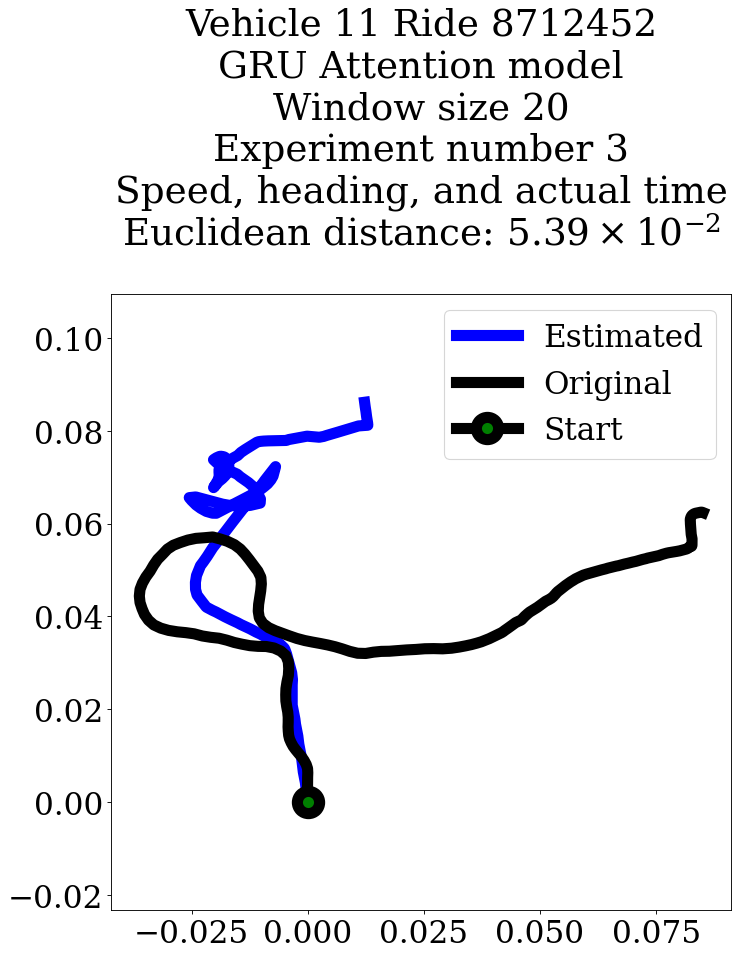 Vehicle 11 Ride 8712452
GRU Attention model
Window size 20
Experiment number 3
Speed, heading, and actual time
Euclidean distance: 5.39 × 10⁻²
Estimated
Original
Start
0.10
0.08
0.06
0.04
0.02
0.00
−0.02
−0.025 0.000 0.025 0.050 0.075